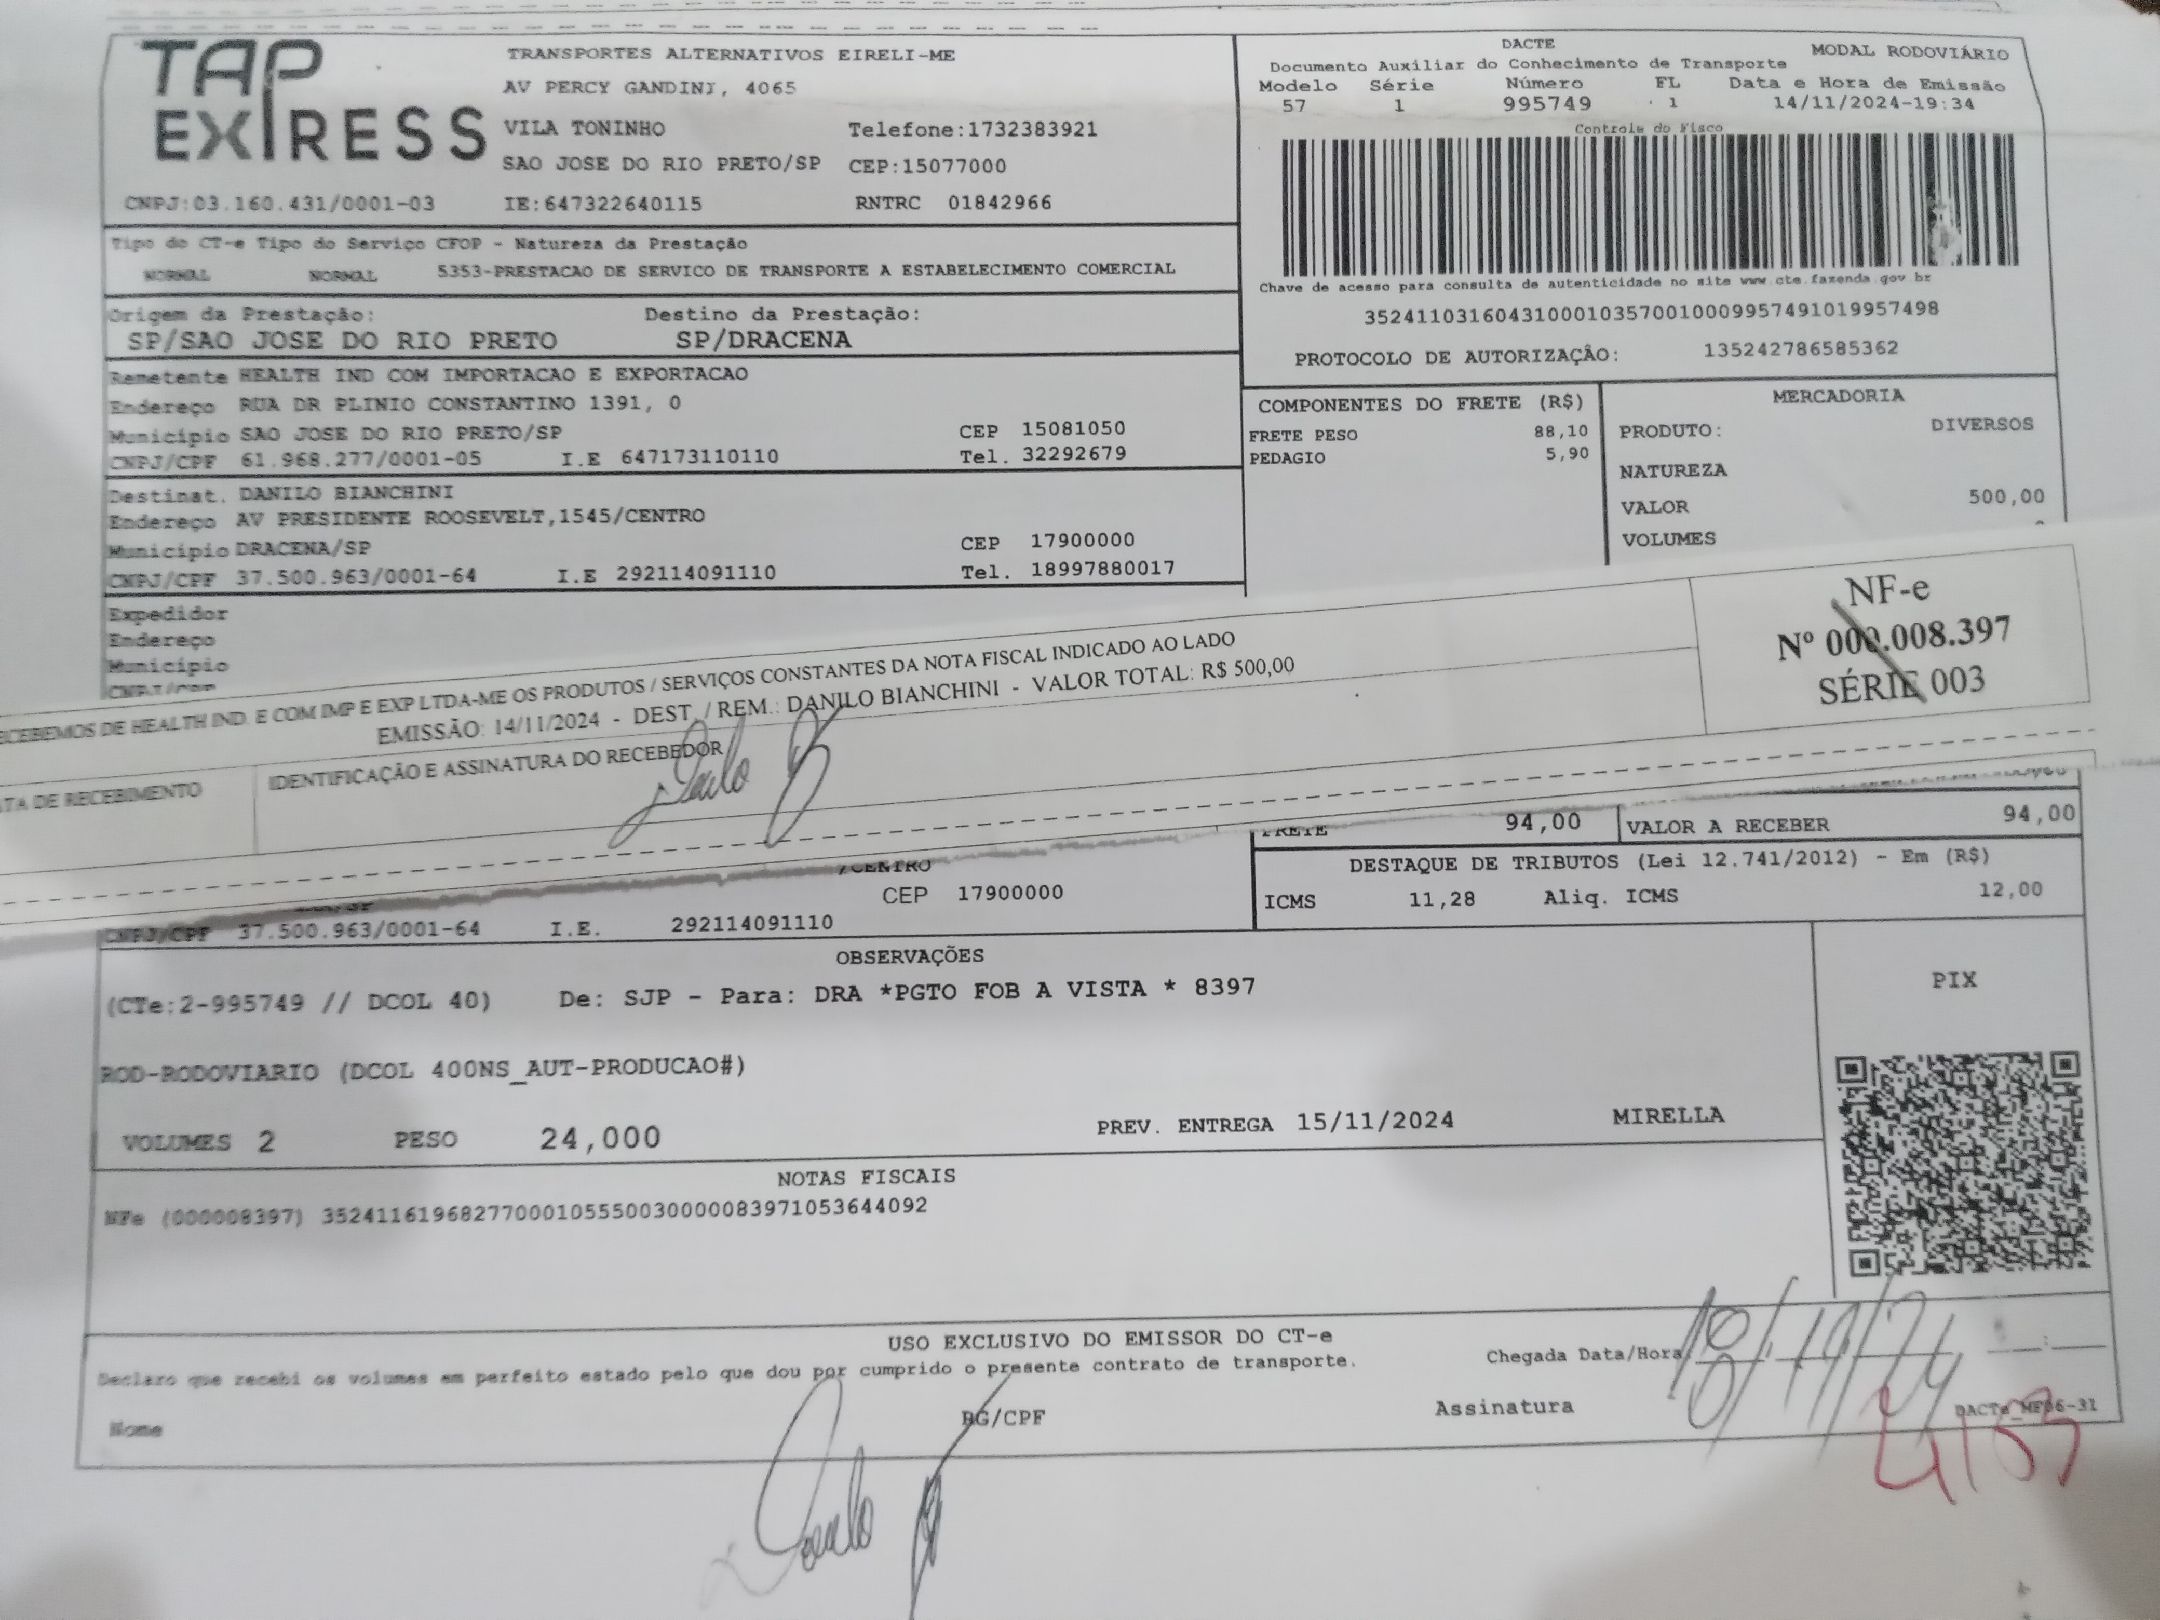 TAP EXPRESS
TRANSPORTES ALTERNATIVOS EIRELI-ME
AV PERCY GANDINI, 4065
VILA TONINHO Telefone:1732383921
SAO JOSE DO RIO PRETO/SP CEP:15077000
CNPJ:03.160.431/0001-03 IE:647322640115 RNTRC 01842966
DACTE MODAL RODOVIÁRIO
Documento Auxiliar do Conhecimento de Transporte
Modelo Série Número FL Data e Hora de Emissão
57 1 995749 1 14/11/2024-19:34
Controle do Fisco
Chave de acesso para consulta de autenticidade no site www.cte.fazenda.gov.br
35241103160431000103570010009957491019957498
PROTOCOLO DE AUTORIZAÇÃO: 135242786585362
Tipo do CT-e Tipo do Serviço CFOP - Natureza da Prestação
NORMAL NORMAL 5353-PRESTACAO DE SERVICO DE TRANSPORTE A ESTABELECIMENTO COMERCIAL
Origem da Prestação: Destino da Prestação:
SP/SAO JOSE DO RIO PRETO SP/DRACENA
Remetente HEALTH IND COM IMPORTACAO E EXPORTACAO
Endereço RUA DR PLINIO CONSTANTINO 1391, 0
Município SAO JOSE DO RIO PRETO/SP CEP 15081050
CNPJ/CPF 61.968.277/0001-05 I.E 647173110110 Tel. 32292679
Destinat. DANILO BIANCHINI
Endereço AV PRESIDENTE ROOSEVELT,1545/CENTRO
Município DRACENA/SP CEP 17900000
CNPJ/CPF 37.500.963/0001-64 I.E 292114091110 Tel. 18997880017
Expedidor
Endereço
Município
CNPJ/CPF
COMPONENTES DO FRETE (R$)
FRETE PESO 88,10
PEDAGIO 5,90
MERCADORIA
PRODUTO: DIVERSOS
NATUREZA
VALOR 500,00
VOLUMES
ECEBEMOS DE HEALTH IND. E COM IMP E EXP LTDA-ME OS PRODUTOS / SERVIÇOS CONSTANTES DA NOTA FISCAL INDICADO AO LADO
EMISSÃO: 14/11/2024 - DEST. / REM.: DANILO BIANCHINI - VALOR TOTAL: R$ 500,00
ATA DE RECEBIMENTO IDENTIFICAÇÃO E ASSINATURA DO RECEBEDOR
NF-e
Nº 000.008.397
SÉRIE 003
FRETE 94,00 VALOR A RECEBER 94,00
DESTAQUE DE TRIBUTOS (Lei 12.741/2012) - Em (R$)
ICMS 11,28 Aliq. ICMS 12,00
/CENTRO
CEP 17900000
CNPJ/CPF 37.500.963/0001-64 I.E. 292114091110
OBSERVAÇÕES
(CTe:2-995749 // DCOL 40) De: SJP - Para: DRA *PGTO FOB A VISTA * 8397
ROD-RODOVIARIO (DCOL 400NS_AUT-PRODUCAO#)
VOLUMES 2 PESO 24,000 PREV. ENTREGA 15/11/2024 MIRELLA
PIX
NOTAS FISCAIS
NFe (000008397) 35241161968277000105550030000083971053644092
USO EXCLUSIVO DO EMISSOR DO CT-e
Declaro que recebi os volumes em perfeito estado pelo que dou por cumprido o presente contrato de transporte.
Chegada Data/Hora 18/11/24
Nome RG/CPF Assinatura